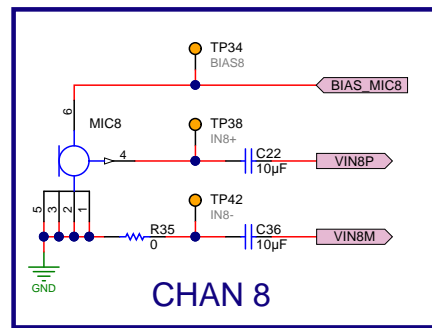 TP34
BIAS8
BIAS_MIC8
6
MIC8
TP38
IN8+
4
C22
10µF
VIN8P
5
3
2
1
TP42
IN8-
R35
0
C36
10µF
VIN8M
GND
CHAN 8